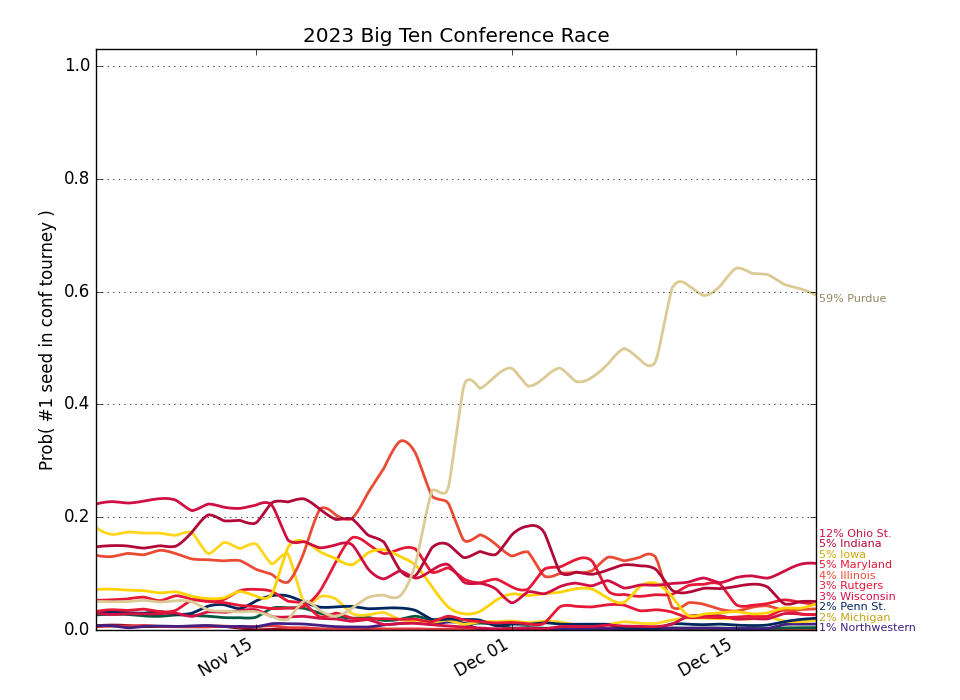 2023 Big Ten Conference Race
Prob( #1 seed in conf tourney )
1.0
0.8
0.6
0.4
0.2
0.0
Nov 15
Dec 01
Dec 15
59% Purdue
12% Ohio St.
5% Indiana
5% Iowa
5% Maryland
4% Illinois
3% Rutgers
3% Wisconsin
2% Penn St.
2% Michigan
1% Northwestern